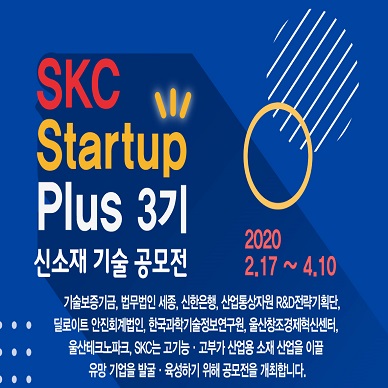 SKC
Startup
Plus 3기
신소재 기술 공모전
2020
2.17 ~ 4.10
기술보증기금, 법무법인 세종, 신한은행, 산업통상자원 R&D전략기획단,
딜로이트 안진회계법인, 한국과학기술정보연구원, 울산창조경제혁신센터,
울산테크노파크, SKC는 고기능 · 고부가 산업용 소재 산업을 이끌
유망 기업을 발굴 · 육성하기 위해 공모전을 개최합니다.